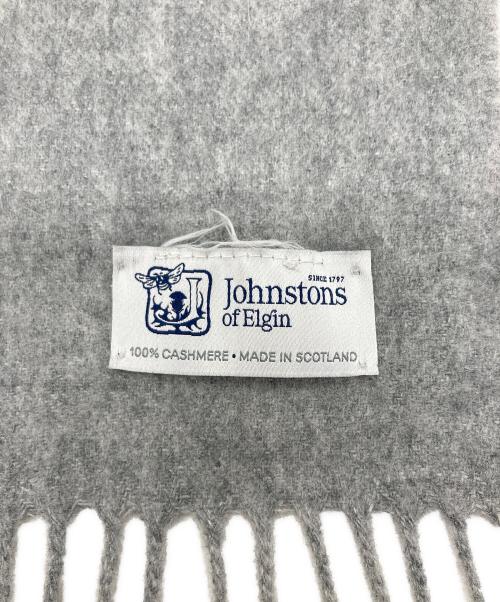 SINCE 1797
Johnstons
of Elgin
100% CASHMERE • MADE IN SCOTLAND